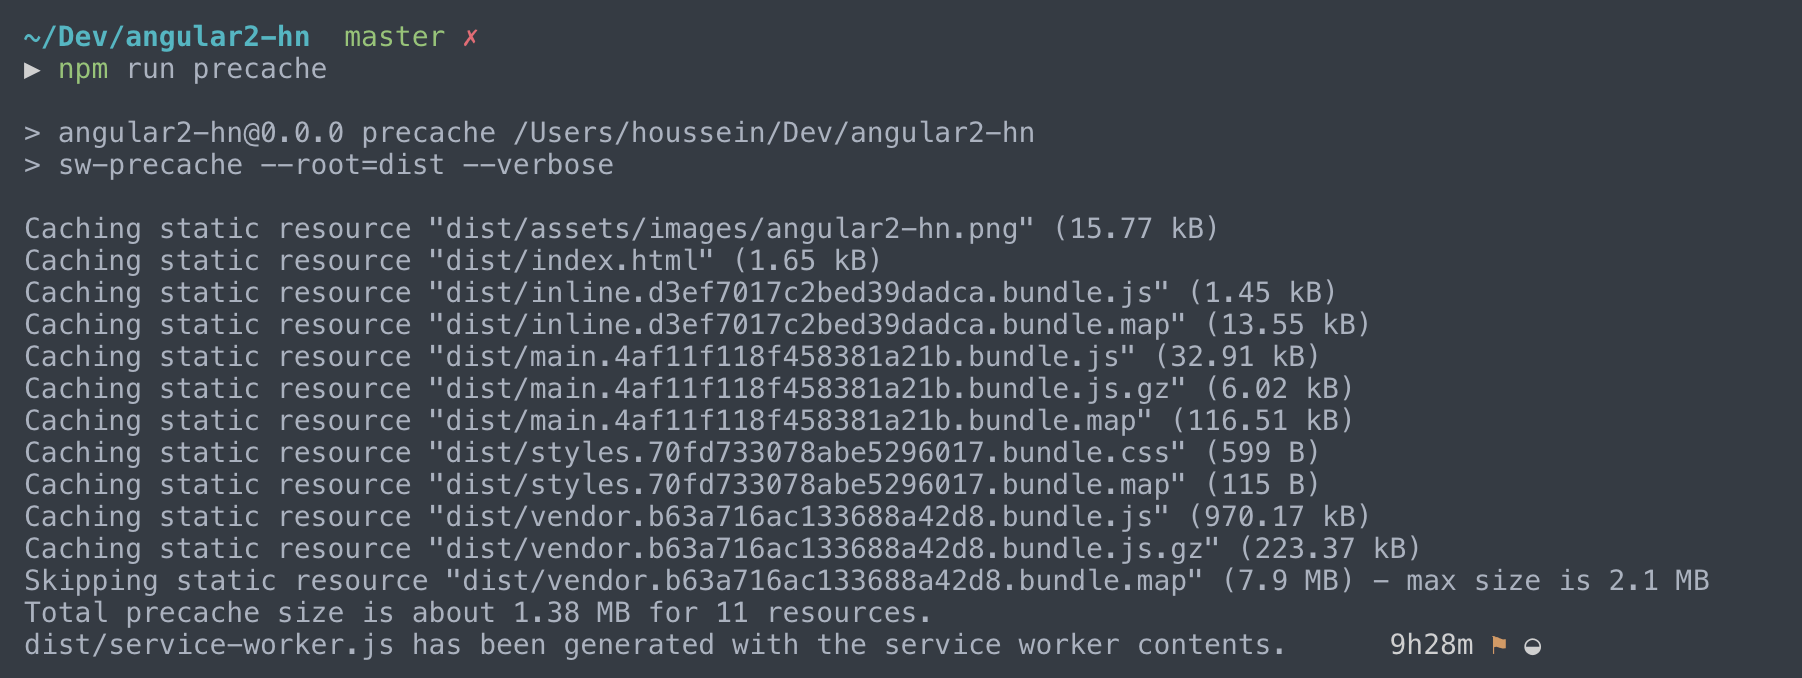 ~/Dev/angular2-hn master ✗
▶ npm run precache
> angular2-hn@0.0.0 precache /Users/houssein/Dev/angular2-hn
> sw-precache --root=dist --verbose
Caching static resource "dist/assets/images/angular2-hn.png" (15.77 kB)
Caching static resource "dist/index.html" (1.65 kB)
Caching static resource "dist/inline.d3ef7017c2bed39dadca.bundle.js" (1.45 kB)
Caching static resource "dist/inline.d3ef7017c2bed39dadca.bundle.map" (13.55 kB)
Caching static resource "dist/main.4af11f118f458381a21b.bundle.js" (32.91 kB)
Caching static resource "dist/main.4af11f118f458381a21b.bundle.js.gz" (6.02 kB)
Caching static resource "dist/main.4af11f118f458381a21b.bundle.map" (116.51 kB)
Caching static resource "dist/styles.70fd733078abe5296017.bundle.css" (599 B)
Caching static resource "dist/styles.70fd733078abe5296017.bundle.map" (115 B)
Caching static resource "dist/vendor.b63a716ac133688a42d8.bundle.js" (970.17 kB)
Caching static resource "dist/vendor.b63a716ac133688a42d8.bundle.js.gz" (223.37 kB)
Skipping static resource "dist/vendor.b63a716ac133688a42d8.bundle.map" (7.9 MB) - max size is 2.1 MB
Total precache size is about 1.38 MB for 11 resources.
dist/service-worker.js has been generated with the service worker contents. 9h28m ⚑ ◒